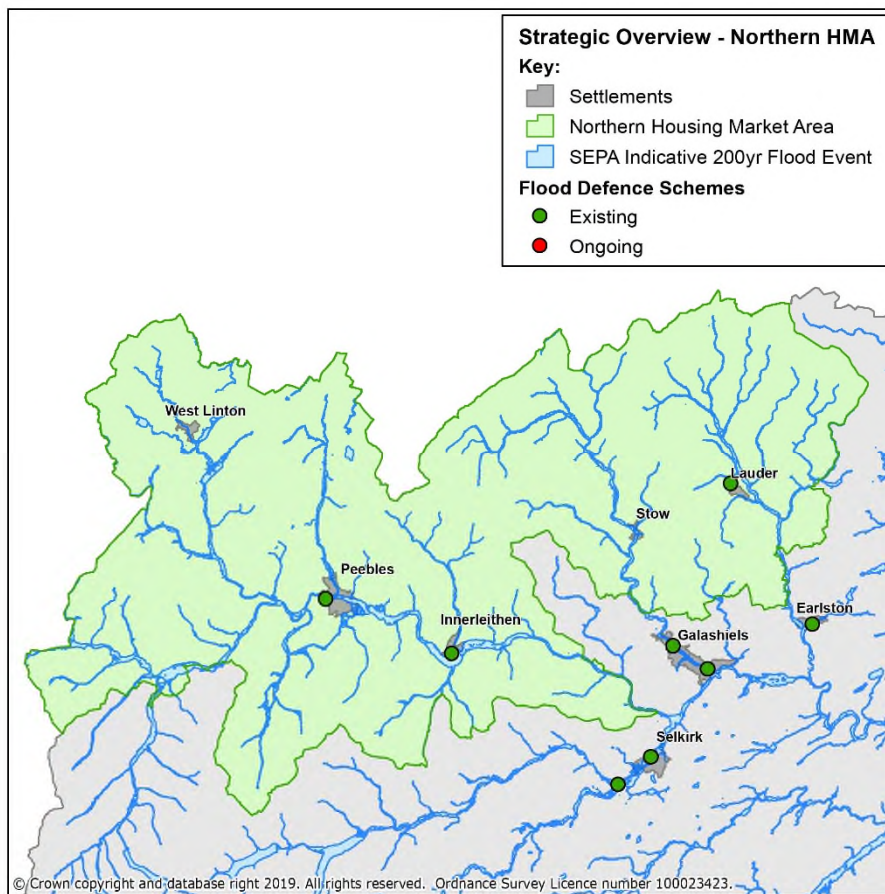 Strategic Overview - Northern HMA
Key:
Settlements
Northern Housing Market Area
SEPA Indicative 200yr Flood Event
Flood Defence Schemes
Existing
Ongoing
West Linton
Lauder
Stow
Peebles
Innerleithen
Earlston
Galashiels
Selkirk
© Crown copyright and database right 2019. All rights reserved. Ordnance Survey Licence number 100023423.